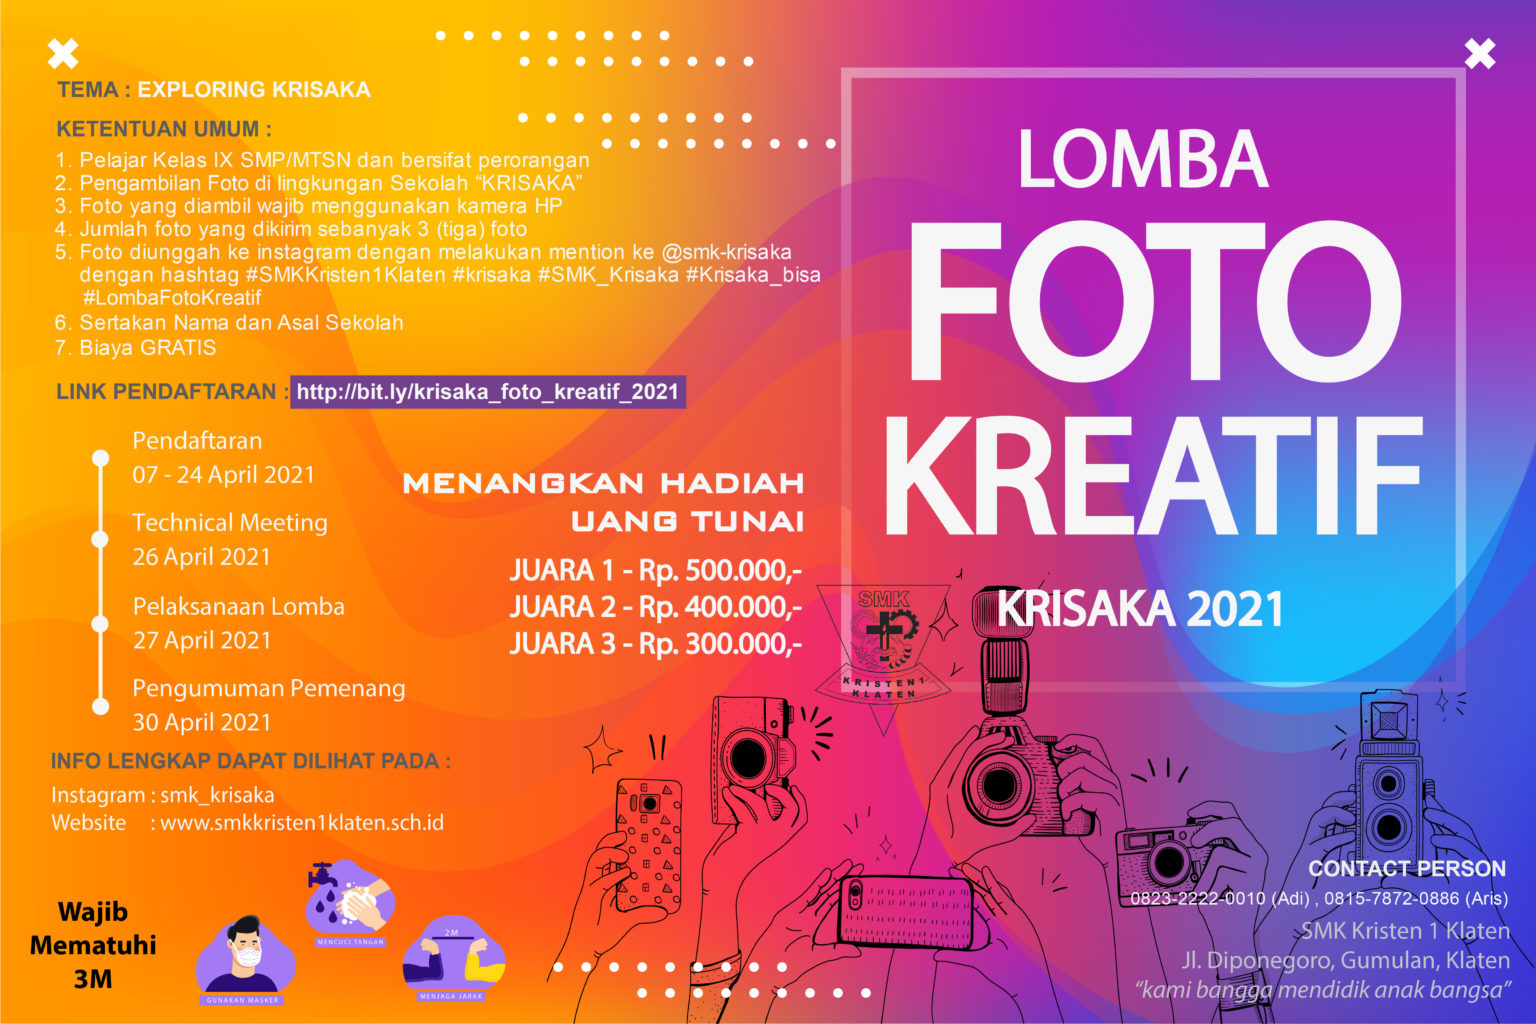 TEMA : EXPLORING KRISAKA
KETENTUAN UMUM :
1. Pelajar Kelas IX SMP/MTSN dan bersifat perorangan
2. Pengambilan Foto di lingkungan Sekolah “KRISAKA”
3. Foto yang diambil wajib menggunakan kamera HP
4. Jumlah foto yang dikirim sebanyak 3 (tiga) foto
5. Foto diunggah ke instagram dengan melakukan mention ke @smk-krisaka
dengan hashtag #SMKKristen1Klaten #krisaka #SMK_Krisaka #Krisaka_bisa
#LombaFotoKreatif
6. Sertakan Nama dan Asal Sekolah
7. Biaya GRATIS
LINK PENDAFTARAN : http://bit.ly/krisaka_foto_kreatif_2021
Pendaftaran
07 - 24 April 2021
Technical Meeting
26 April 2021
Pelaksanaan Lomba
27 April 2021
Pengumuman Pemenang
30 April 2021
MENANGKAN HADIAH
UANG TUNAI
JUARA 1 - Rp. 500.000,-
JUARA 2 - Rp. 400.000,-
JUARA 3 - Rp. 300.000,-
INFO LENGKAP DAPAT DILIHAT PADA :
Instagram : smk_krisaka
Website : www.smkkristen1klaten.sch.id
Wajib
Mematuhi
3M
GUNAKAN MASKER
MENCUCI TANGAN
2 M
MENJAGA JARAK
LOMBA
FOTO
KREATIF
KRISAKA 2021
SMK
KRISTEN 1
KLATEN
CONTACT PERSON
0823-2222-0010 (Adi) , 0815-7872-0886 (Aris)
SMK Kristen 1 Klaten
Jl. Diponegoro, Gumulan, Klaten
“kami bangga mendidik anak bangsa”